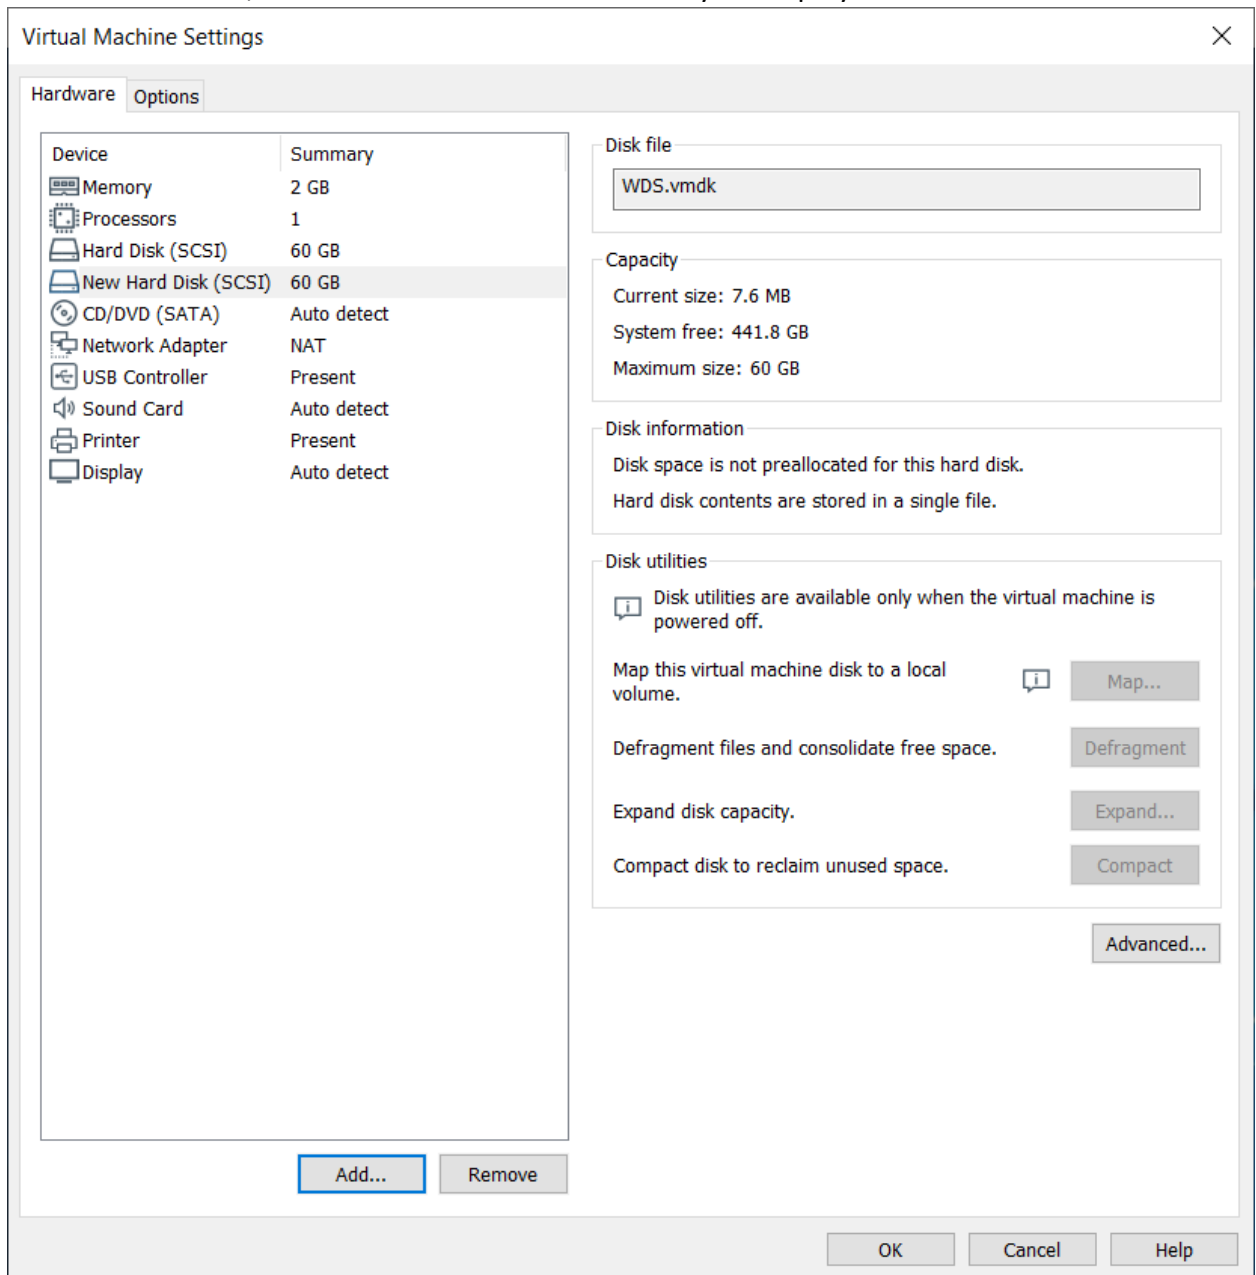 Virtual Machine Settings
Hardware Options
Device Summary
Memory 2 GB
Processors 1
Hard Disk (SCSI) 60 GB
New Hard Disk (SCSI) 60 GB
CD/DVD (SATA) Auto detect
Network Adapter NAT
USB Controller Present
Sound Card Auto detect
Printer Present
Display Auto detect
Add... Remove
Disk file
WDS.vmdk
Capacity
Current size: 7.6 MB
System free: 441.8 GB
Maximum size: 60 GB
Disk information
Disk space is not preallocated for this hard disk.
Hard disk contents are stored in a single file.
Disk utilities
Disk utilities are available only when the virtual machine is
powered off.
Map this virtual machine disk to a local
volume.
Map...
Defragment files and consolidate free space. Defragment
Expand disk capacity. Expand...
Compact disk to reclaim unused space. Compact
Advanced...
OK Cancel Help